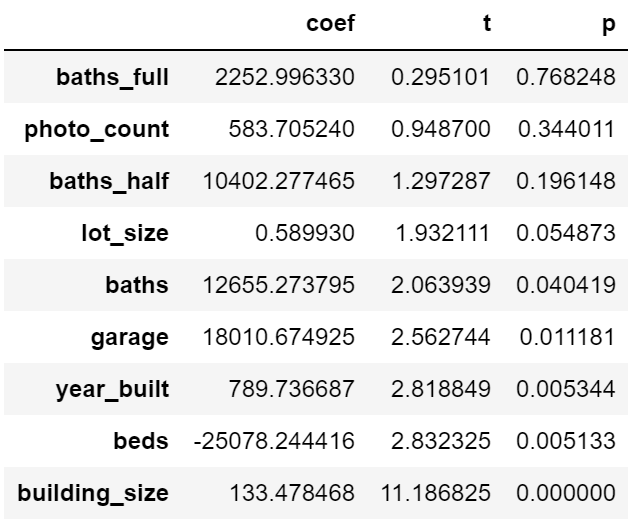 coef t p
baths_full 2252.996330 0.295101 0.768248
photo_count 583.705240 0.948700 0.344011
baths_half 10402.277465 1.297287 0.196148
lot_size 0.589930 1.932111 0.054873
baths 12655.273795 2.063939 0.040419
garage 18010.674925 2.562744 0.011181
year_built 789.736687 2.818849 0.005344
beds -25078.244416 2.832325 0.005133
building_size 133.478468 11.186825 0.000000